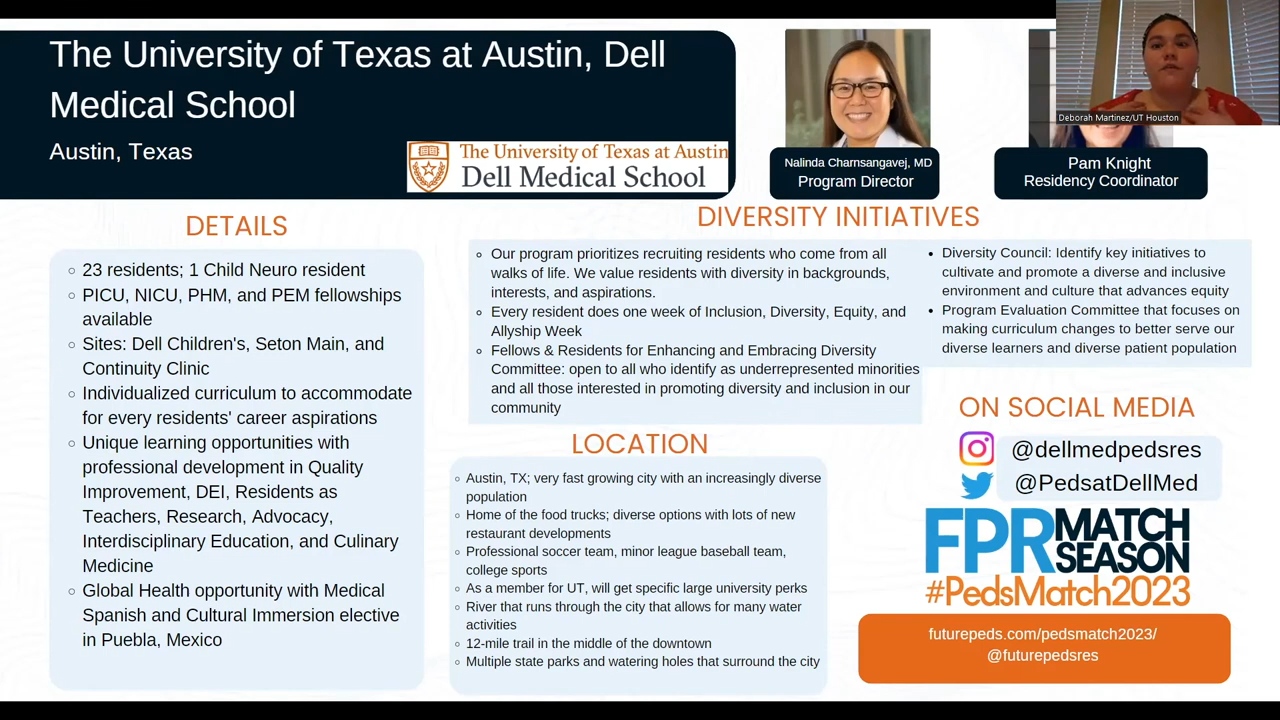 The University of Texas at Austin, Dell
Medical School
Austin, Texas
The University of Texas at Austin
Dell Medical School
Nalinda Charnsangavej, MD
Program Director
Deborah Martinez/UT Houston
Pam Knight
Residency Coordinator
DETAILS
23 residents; 1 Child Neuro resident
PICU, NICU, PHM, and PEM fellowships
available
Sites: Dell Children's, Seton Main, and
Continuity Clinic
Individualized curriculum to accommodate
for every residents' career aspirations
Unique learning opportunities with
professional development in Quality
Improvement, DEI, Residents as
Teachers, Research, Advocacy,
Interdisciplinary Education, and Culinary
Medicine
Global Health opportunity with Medical
Spanish and Cultural Immersion elective
in Puebla, Mexico
DIVERSITY INITIATIVES
Our program prioritizes recruiting residents who come from all
walks of life. We value residents with diversity in backgrounds,
interests, and aspirations.
Every resident does one week of Inclusion, Diversity, Equity, and
Allyship Week
Fellows & Residents for Enhancing and Embracing Diversity
Committee: open to all who identify as underrepresented minorities
and all those interested in promoting diversity and inclusion in our
community
Diversity Council: Identify key initiatives to
cultivate and promote a diverse and inclusive
environment and culture that advances equity
Program Evaluation Committee that focuses on
making curriculum changes to better serve our
diverse learners and diverse patient population
LOCATION
Austin, TX; very fast growing city with an increasingly diverse
population
Home of the food trucks; diverse options with lots of new
restaurant developments
Professional soccer team, minor league baseball team,
college sports
As a member for UT, will get specific large university perks
River that runs through the city that allows for many water
activities
12-mile trail in the middle of the downtown
Multiple state parks and watering holes that surround the city
ON SOCIAL MEDIA
@dellmedpedsres
@PedsatDellMed
FPR MATCH
SEASON
#PedsMatch2023
futurepeds.com/pedsmatch2023/
@futurepedsres